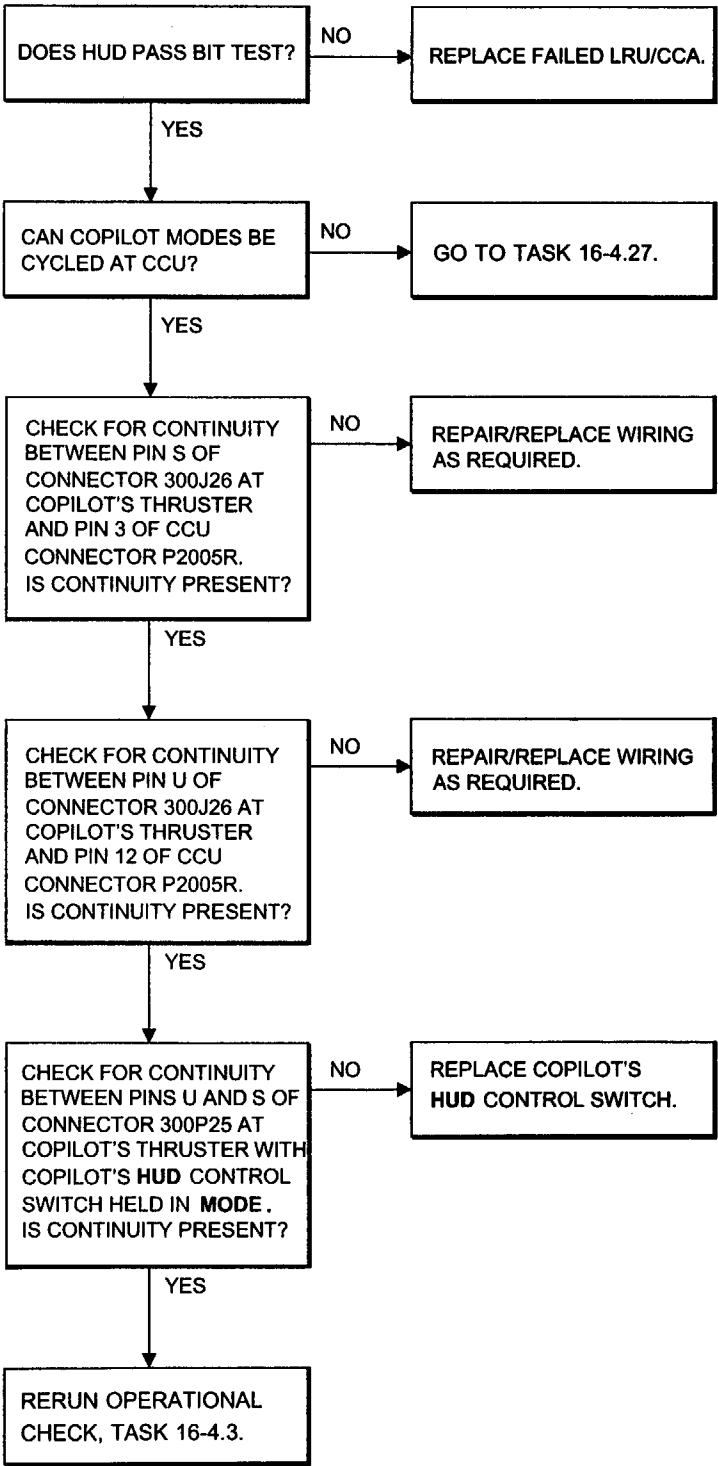 DOES HUD PASS BIT TEST?
NO
REPLACE FAILED LRU/CCA.
YES
CAN COPILOT MODES BE
CYCLED AT CCU?
NO
GO TO TASK 16-4.27.
YES
CHECK FOR CONTINUITY
BETWEEN PIN S OF
CONNECTOR 300J26 AT
COPILOT'S THRUSTER
AND PIN 3 OF CCU
CONNECTOR P2005R.
IS CONTINUITY PRESENT?
NO
REPAIR/REPLACE WIRING
AS REQUIRED.
YES
CHECK FOR CONTINUITY
BETWEEN PIN U OF
CONNECTOR 300J26 AT
COPILOT'S THRUSTER
AND PIN 12 OF CCU
CONNECTOR P2005R.
IS CONTINUITY PRESENT?
NO
REPAIR/REPLACE WIRING
AS REQUIRED.
YES
CHECK FOR CONTINUITY
BETWEEN PINS U AND S OF
CONNECTOR 300P25 AT
COPILOT'S THRUSTER WITH
COPILOT'S HUD CONTROL
SWITCH HELD IN MODE.
IS CONTINUITY PRESENT?
NO
REPLACE COPILOT'S
HUD CONTROL SWITCH.
YES
RERUN OPERATIONAL
CHECK, TASK 16-4.3.